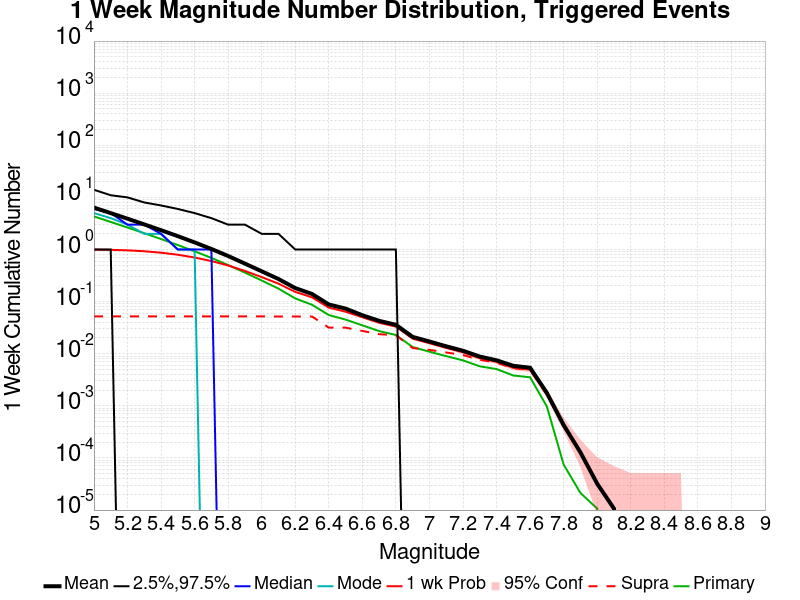 1 Week Magnitude Number Distribution, Triggered Events
1 Week Cumulative Number
10 4
10 3
10 2
10 1
10 0
10 -1
10 -2
10 -3
10 -4
10 -5
5 5.2 5.4 5.6 5.8 6 6.2 6.4 6.6 6.8 7 7.2 7.4 7.6 7.8 8 8.2 8.4 8.6 8.8 9
Magnitude
Mean 2.5%,97.5% Median Mode 1 wk Prob 95% Conf Supra Primary